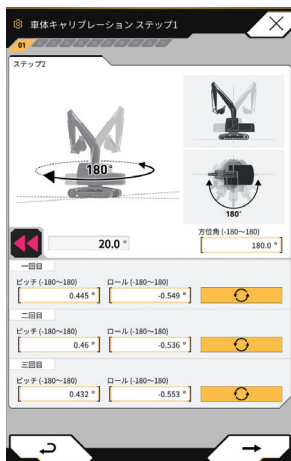 車体キャリブレーション ステップ1
01
ステップ2
180°
180°
方位角 (-180～180)
20.0 °
180.0 °
一回目
ピッチ (-180～180) ロール (-180～180)
0.445 ° -0.549 °
二回目
ピッチ (-180～180) ロール (-180～180)
0.46 ° -0.536 °
三回目
ピッチ (-180～180) ロール (-180～180)
0.432 ° -0.553 °